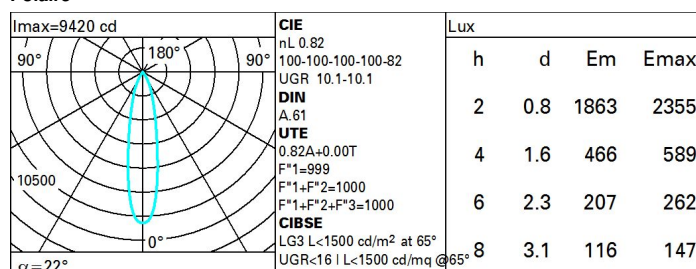 Imax=9420 cd
90° 180° 90°
10500
0°
α=22°
CIE
nL 0.82
100-100-100-100-82
UGR 10.1-10.1
DIN
A.61
UTE
0.82A+0.00T
F"1=999
F"1+F"2=1000
F"1+F"2+F"3=1000
CIBSE
LG3 L<1500 cd/m² at 65°
UGR<16 | L<1500 cd/mq @65°
Lux
h d Em Emax
2 0.8 1863 2355
4 1.6 466 589
6 2.3 207 262
8 3.1 116 147